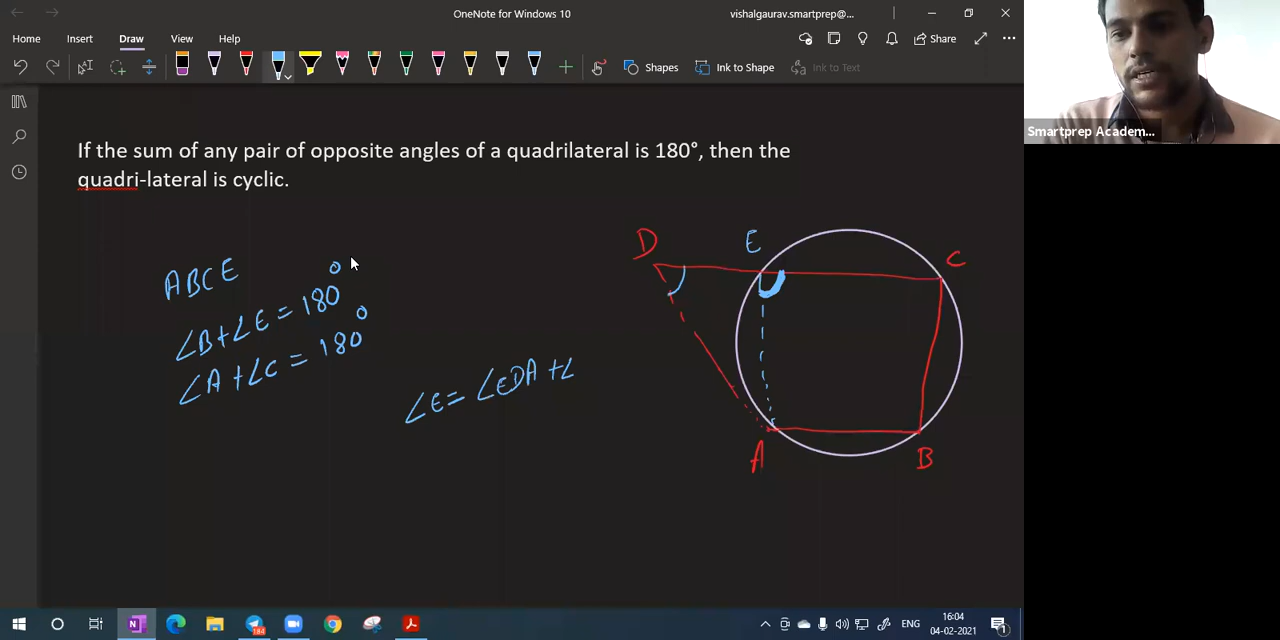 OneNote for Windows 10
vishalgaurav.smartprep@...
Home Insert Draw View Help
Share
Shapes
Ink to Shape
Ink to Text
Smartprep Academ...
If the sum of any pair of opposite angles of a quadrilateral is 180°, then the
quadri-lateral is cyclic.
D
E
C
A
B
ABCE
∠B+∠E=180°
∠A+∠C=180°
∠E=∠EDA+∠
184
ENG
16:04
04-02-2021
1